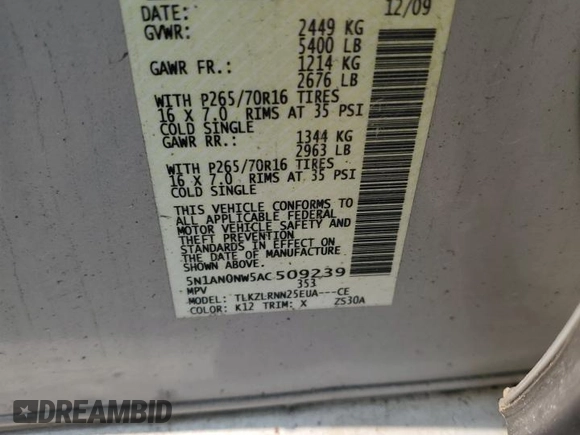 DATE: 12/09
GVWR: 2449 KG
5400 LB
GAWR FR.: 1214 KG
2676 LB
WITH P265/70R16 TIRES
16 X 7.0 RIMS AT 35 PSI
COLD SINGLE
GAWR RR.: 1344 KG
2963 LB
WITH P265/70R16 TIRES
16 X 7.0 RIMS AT 35 PSI
COLD SINGLE
THIS VEHICLE CONFORMS TO
ALL APPLICABLE FEDERAL
MOTOR VEHICLE SAFETY AND
THEFT PREVENTION
STANDARDS IN EFFECT ON
THE DATE OF MANUFACTURE
SHOWN ABOVE.
5N1AN0NW5AC509239
MPV 353
MODEL: TLKZLRNN25EUA---CE
COLOR: K12 TRIM: X ZS30A
DREAMBID